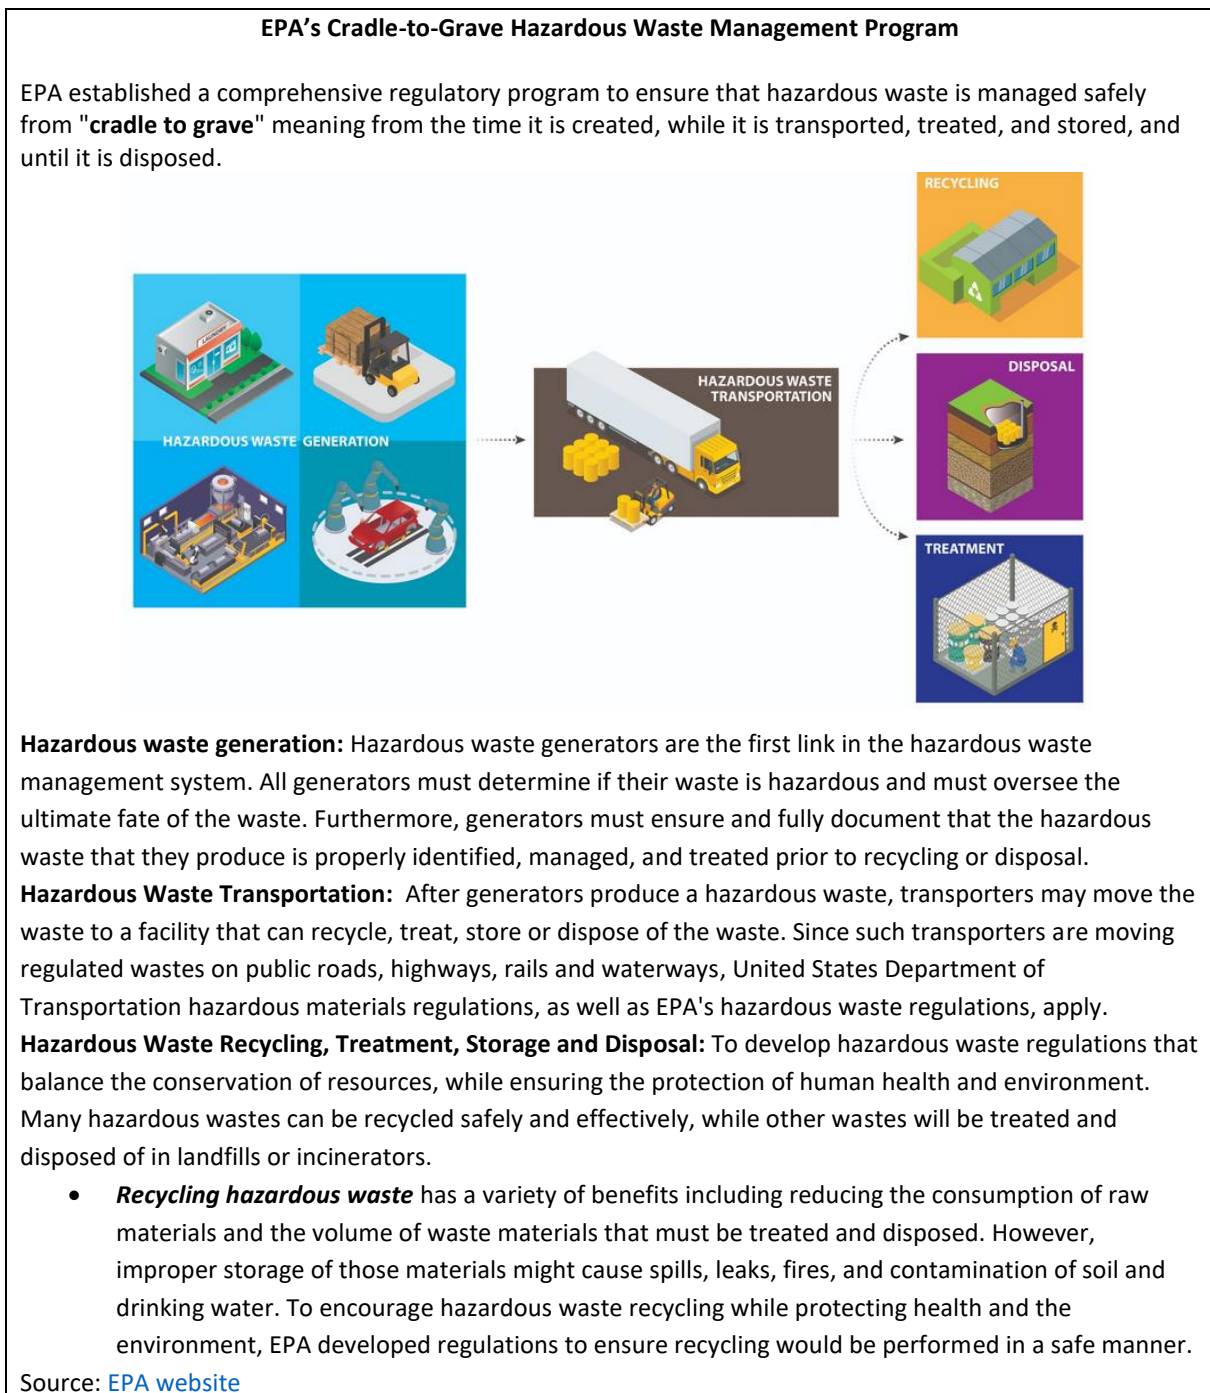 EPA’s Cradle-to-Grave Hazardous Waste Management Program
EPA established a comprehensive regulatory program to ensure that hazardous waste is managed safely
from "cradle to grave" meaning from the time it is created, while it is transported, treated, and stored, and
until it is disposed.
RECYCLING
LAUNDRY
HAZARDOUS WASTE GENERATION
HAZARDOUS WASTE
TRANSPORTATION
DISPOSAL
TREATMENT
Hazardous waste generation: Hazardous waste generators are the first link in the hazardous waste
management system. All generators must determine if their waste is hazardous and must oversee the
ultimate fate of the waste. Furthermore, generators must ensure and fully document that the hazardous
waste that they produce is properly identified, managed, and treated prior to recycling or disposal.
Hazardous Waste Transportation: After generators produce a hazardous waste, transporters may move the
waste to a facility that can recycle, treat, store or dispose of the waste. Since such transporters are moving
regulated wastes on public roads, highways, rails and waterways, United States Department of
Transportation hazardous materials regulations, as well as EPA's hazardous waste regulations, apply.
Hazardous Waste Recycling, Treatment, Storage and Disposal: To develop hazardous waste regulations that
balance the conservation of resources, while ensuring the protection of human health and environment.
Many hazardous wastes can be recycled safely and effectively, while other wastes will be treated and
disposed of in landfills or incinerators.
• Recycling hazardous waste has a variety of benefits including reducing the consumption of raw
materials and the volume of waste materials that must be treated and disposed. However,
improper storage of those materials might cause spills, leaks, fires, and contamination of soil and
drinking water. To encourage hazardous waste recycling while protecting health and the
environment, EPA developed regulations to ensure recycling would be performed in a safe manner.
Source: EPA website